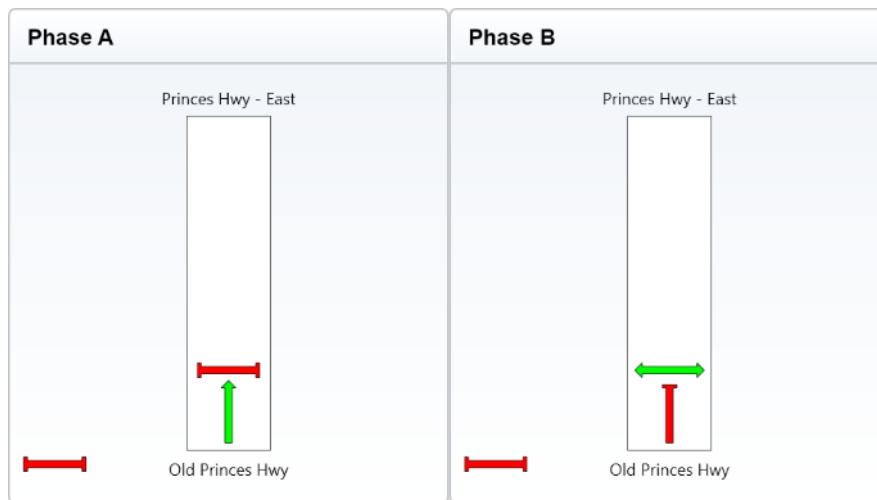 Phase A
Princes Hwy - East
Old Princes Hwy
Phase B
Princes Hwy - East
Old Princes Hwy